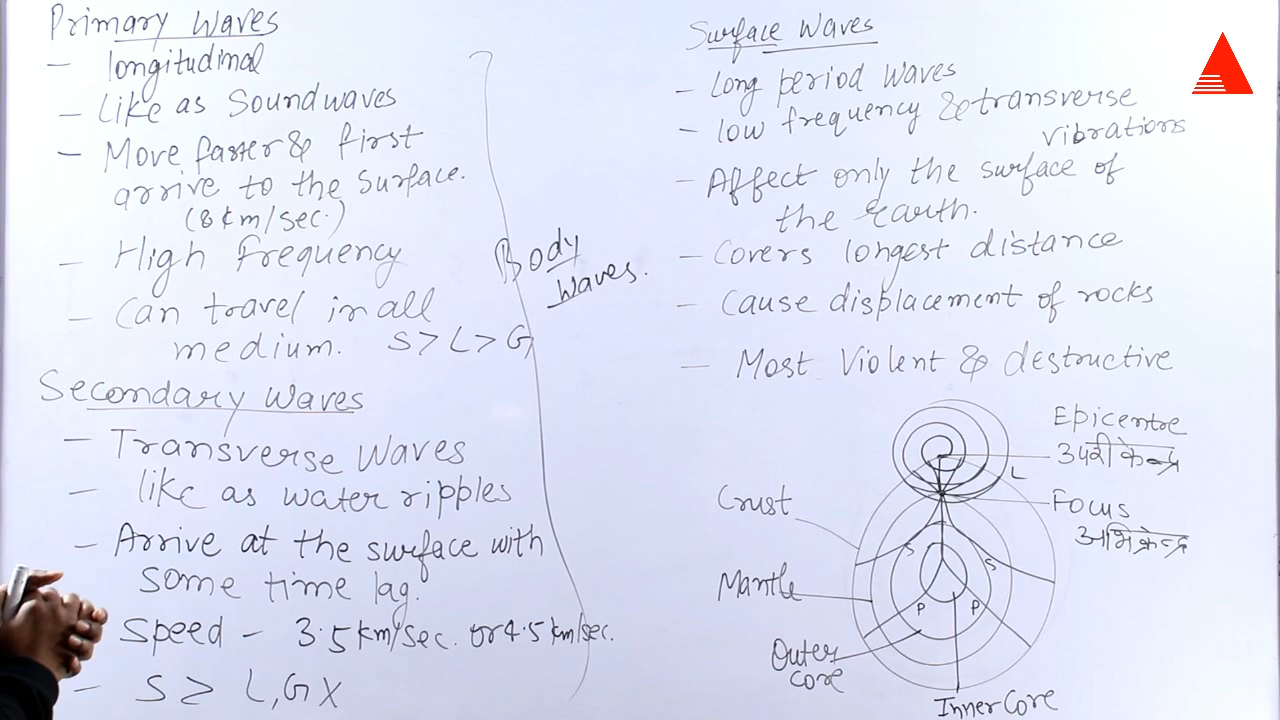 Primary Waves
- longitudinal
- Like as Soundwaves
- Move faster & first
arrive to the Surface.
(8 km/sec.)
- High frequency
- Can travel in all
medium. S > L > G
Secondary Waves
- Transverse Waves
- like as water ripples
- Arrive at the surface with
some time lag.
Speed - 3.5 km/sec. or 4.5 km/sec.
- S ≥ L, G X
Body
Waves.
Surface Waves
- Long period Waves
- low frequency & transverse
vibrations
- Affect only the surface of
the Earth.
- Covers longest distance
- Cause displacement of rocks
- Most Violent & destructive
Epicentre
उपरीकेन्द्र
L
Focus
अभिकेन्द्र
Crust
Mantle
Outer
Core
Inner Core
S
S
P
P